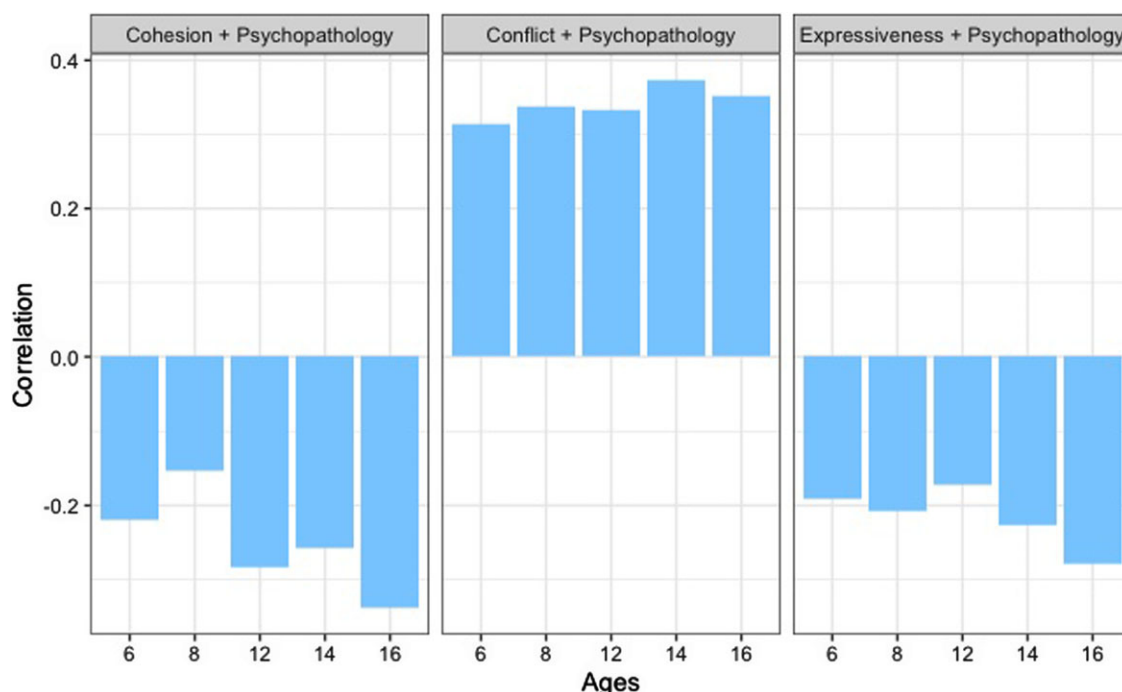 Cohesion + Psychopathology
Conflict + Psychopathology
Expressiveness + Psychopathology
0.4
0.2
0.0
-0.2
Correlation
6 8 12 14 16
6 8 12 14 16
6 8 12 14 16
Ages